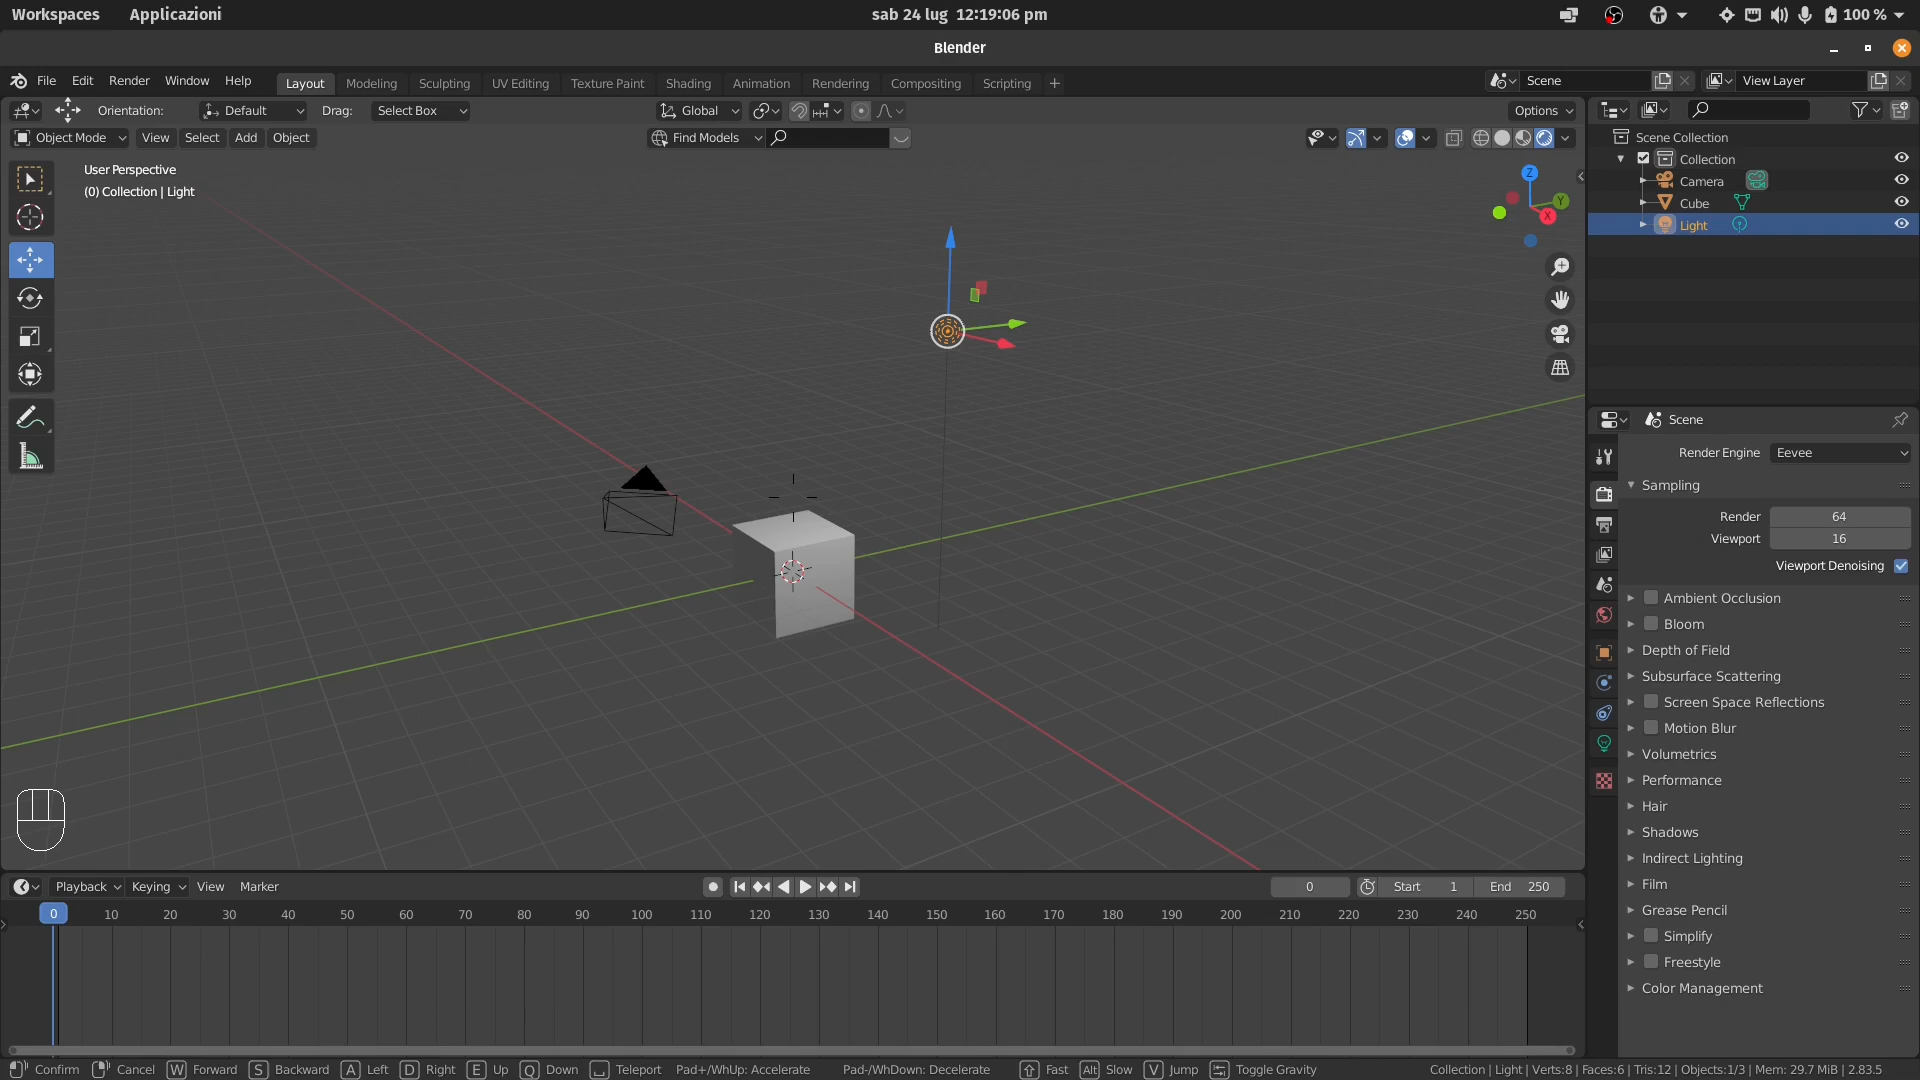 Workspaces Applicazioni sab 24 lug 12:19:06 pm 100 %
Blender
File Edit Render Window Help Layout Modeling Sculpting UV Editing Texture Paint Shading Animation Rendering Compositing Scripting + Scene View Layer
Orientation: Default Drag: Select Box Global Options
Object Mode View Select Add Object Find Models
User Perspective
(0) Collection | Light
Z
Y
X
Scene Collection
Collection
Camera
Cube
Light
Scene
Render Engine Eevee
Sampling
Render 64
Viewport 16
Viewport Denoising
Ambient Occlusion
Bloom
Depth of Field
Subsurface Scattering
Screen Space Reflections
Motion Blur
Volumetrics
Performance
Hair
Shadows
Indirect Lighting
Film
Grease Pencil
Simplify
Freestyle
Color Management
Playback Keying View Marker 0 Start 1 End 250
0 10 20 30 40 50 60 70 80 90 100 110 120 130 140 150 160 170 180 190 200 210 220 230 240 250
Confirm Cancel W Forward S Backward A Left D Right E Up Q Down Teleport Pad+/WhUp: Accelerate Pad-/WhDown: Decelerate Fast Alt Slow V Jump Toggle Gravity Collection | Light | Verts:8 | Faces:6 | Tris:12 | Objects:1/3 | Mem: 29.7 MiB | 2.83.5